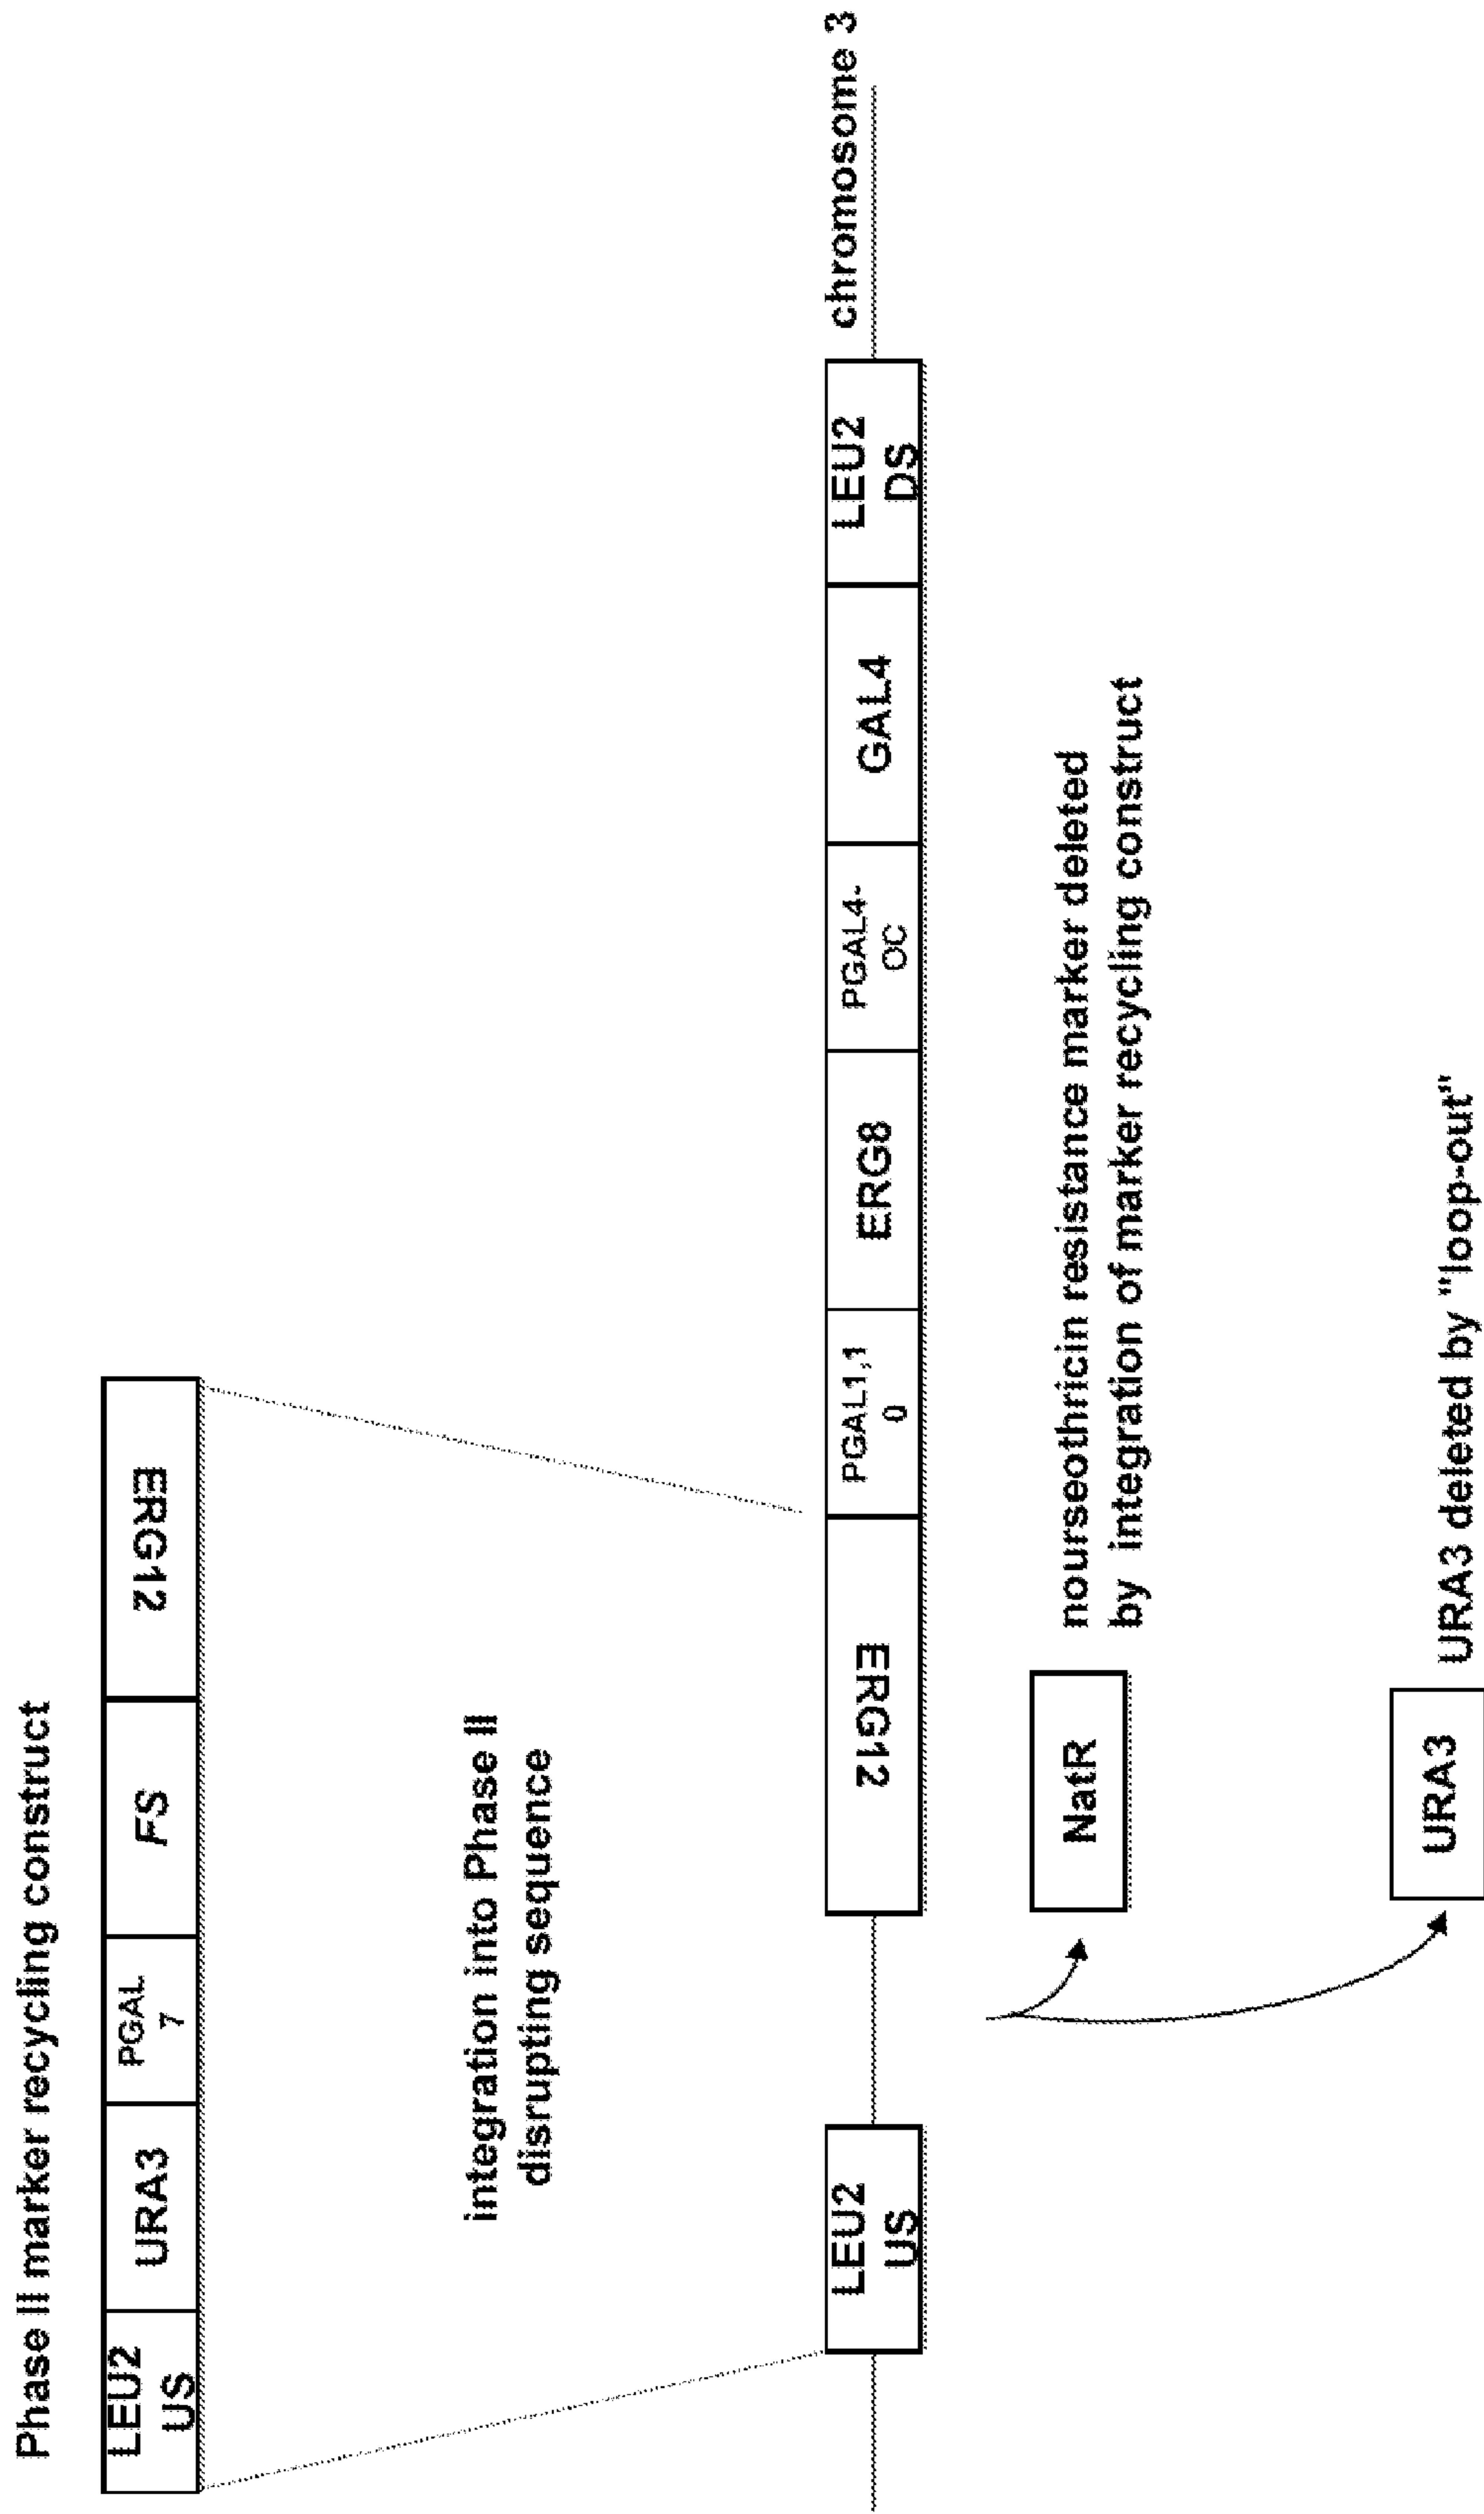 Phase II marker recycling construct
LEU2
US
URA3
PGAL
7
FS
ERG12
integration into Phase II
disrupting sequence
LEU2
US
ERG12
PGAL1,1
0
ERG8
PGAL4-
OC
GAL4
LEU2
DS
chromosome 3
NatR
nourseothricin resistance marker deleted
by integration of marker recycling construct
URA3
URA3 deleted by "loop-out"